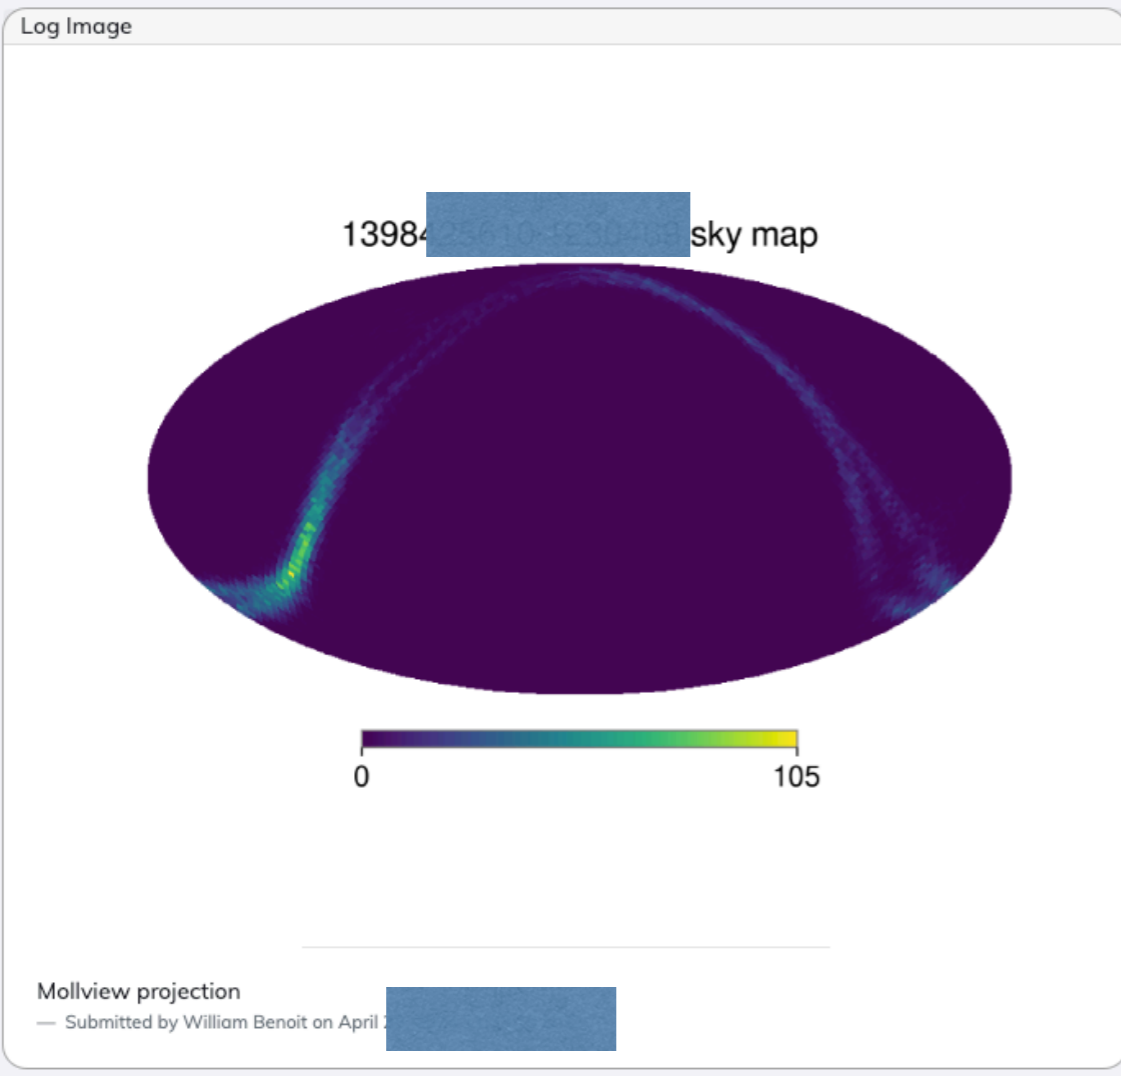 Log Image
1398 sky map
0 105
Mollview projection
— Submitted by William Benoit on April